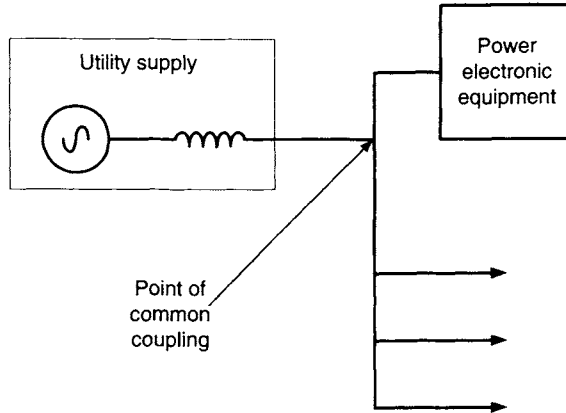 Utility supply
Power
electronic
equipment
Point of
common
coupling